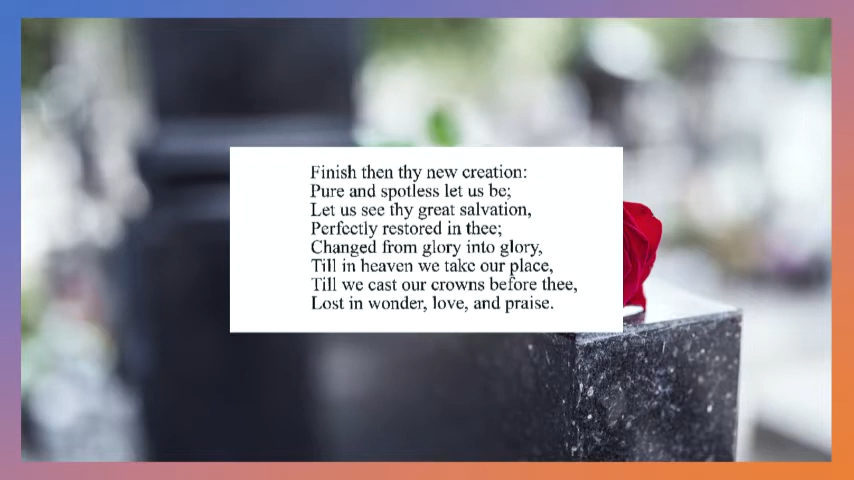 Finish then thy new creation:
Pure and spotless let us be;
Let us see thy great salvation,
Perfectly restored in thee;
Changed from glory into glory,
Till in heaven we take our place,
Till we cast our crowns before thee,
Lost in wonder, love, and praise.